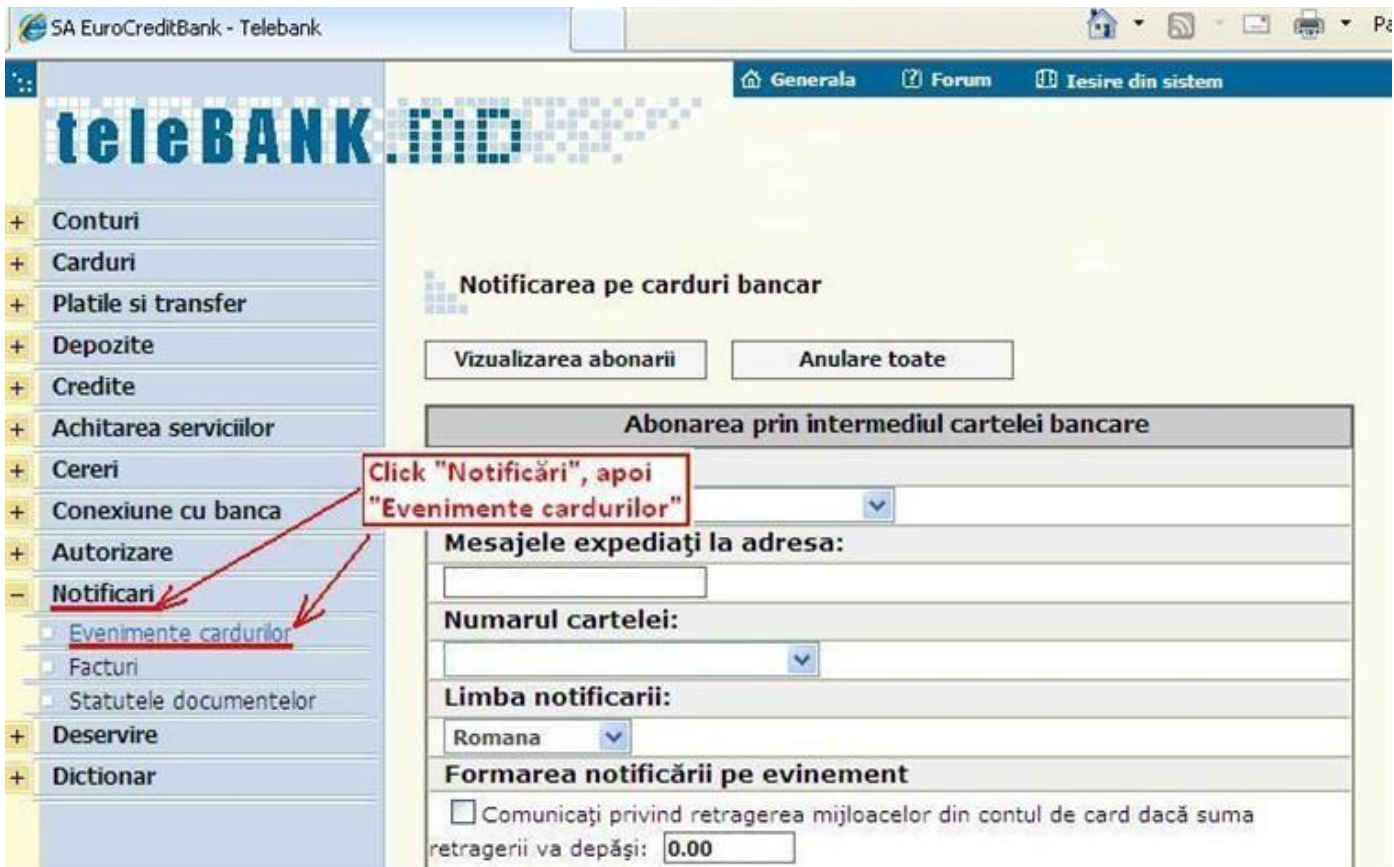 SA EuroCreditBank - Telebank
Generala Forum Iesire din sistem
teleBANK.MD
+ Conturi
+ Carduri
+ Platile si transfer
+ Depozite
+ Credite
+ Achitarea serviciilor
+ Cereri
+ Conexiune cu banca
+ Autorizare
- Notificari
Evenimente cardurilor
Facturi
Statutele documentelor
+ Deservire
+ Dictionar
Click "Notificări", apoi
"Evenimente cardurilor"
Notificarea pe carduri bancar
Vizualizarea abonarii Anulare toate
Abonarea prin intermediul cartelei bancare
Mesajele expediaţi la adresa:
Numarul cartelei:
Limba notificarii:
Romana
Formarea notificării pe evinement
Comunicaţi privind retragerea mijloacelor din contul de card dacă suma
retragerii va depăşi: 0.00